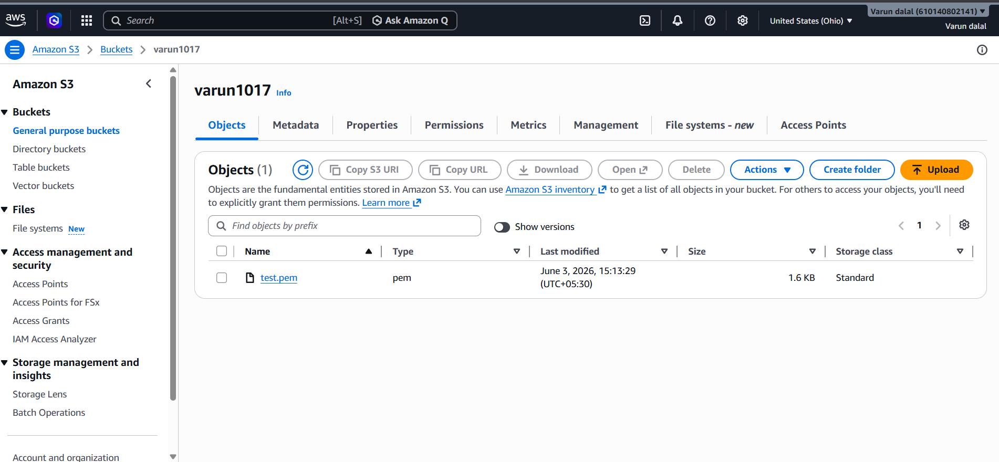 aws
Search [Alt+S] Ask Amazon Q
United States (Ohio)
Varun dalal (610140802141)
Varun dalal
Amazon S3 Buckets varun1017
Amazon S3
Buckets
General purpose buckets
Directory buckets
Table buckets
Vector buckets
Files
File systems New
Access management and
security
Access Points
Access Points for FSx
Access Grants
IAM Access Analyzer
Storage management and
insights
Storage Lens
Batch Operations
Account and organization
varun1017 Info
Objects Metadata Properties Permissions Metrics Management File systems - new Access Points
Objects (1) Copy S3 URI Copy URL Download Open Delete Actions Create folder Upload
Objects are the fundamental entities stored in Amazon S3. You can use Amazon S3 inventory to get a list of all objects in your bucket. For others to access your objects, you'll need
to explicitly grant them permissions. Learn more
Find objects by prefix Show versions 1
Name Type Last modified Size Storage class
test.pem pem June 3, 2026, 15:13:29 1.6 KB Standard
(UTC+05:30)